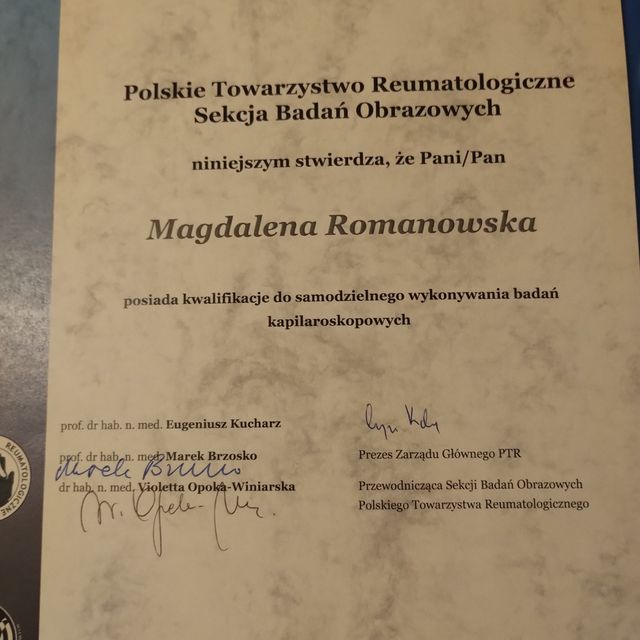 Polskie Towarzystwo Reumatologiczne
Sekcja Badań Obrazowych
niniejszym stwierdza, że Pani/Pan
Magdalena Romanowska
posiada kwalifikacje do samodzielnego wykonywania badań
kapilaroskopowych
prof. dr hab. n. med. Eugeniusz Kucharz
prof. dr hab. n. med. Marek Brzosko
Prezes Zarządu Głównego PTR
dr hab. n. med. Violetta Opoka-Winiarska
Przewodnicząca Sekcji Badań Obrazowych
Polskiego Towarzystwa Reumatologicznego
REUMATOLOGICZNE